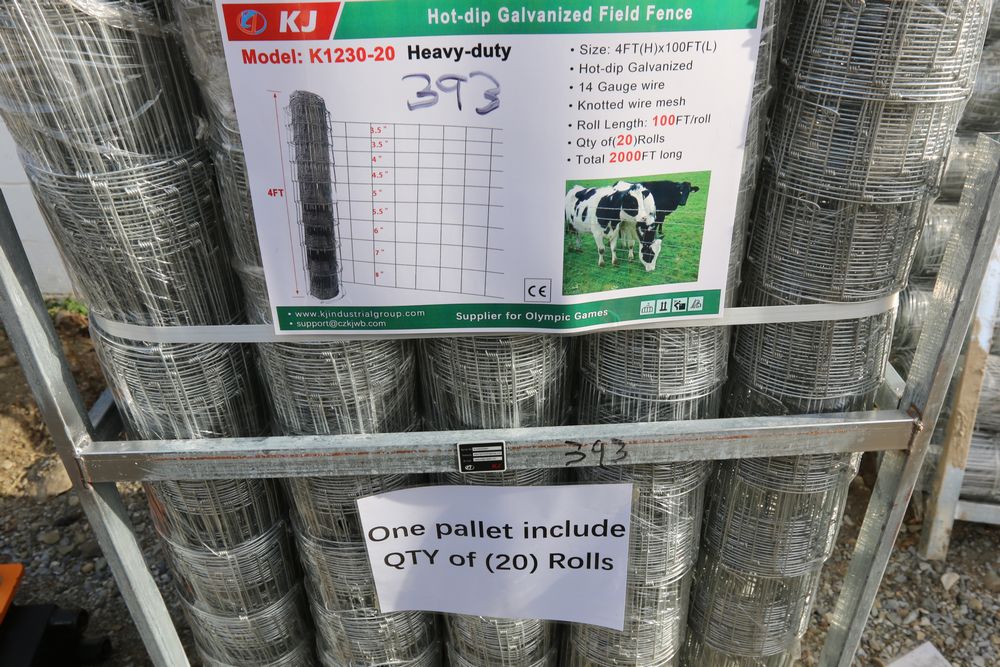 KJ
Hot-dip Galvanized Field Fence
Model: K1230-20 Heavy-duty
393
• Size: 4FT(H)x100FT(L)
• Hot-dip Galvanized
• 14 Gauge wire
• Knotted wire mesh
• Roll Length: 100FT/roll
• Qty of(20)Rolls
• Total 2000FT long
4FT
3.5"
3.5"
4"
4.5"
5"
5.5"
6"
7"
8"
CE
• www.kjindustrialgroup.com
• support@czkjwb.com
Supplier for Olympic Games
393
KJ
One pallet include
QTY of (20) Rolls